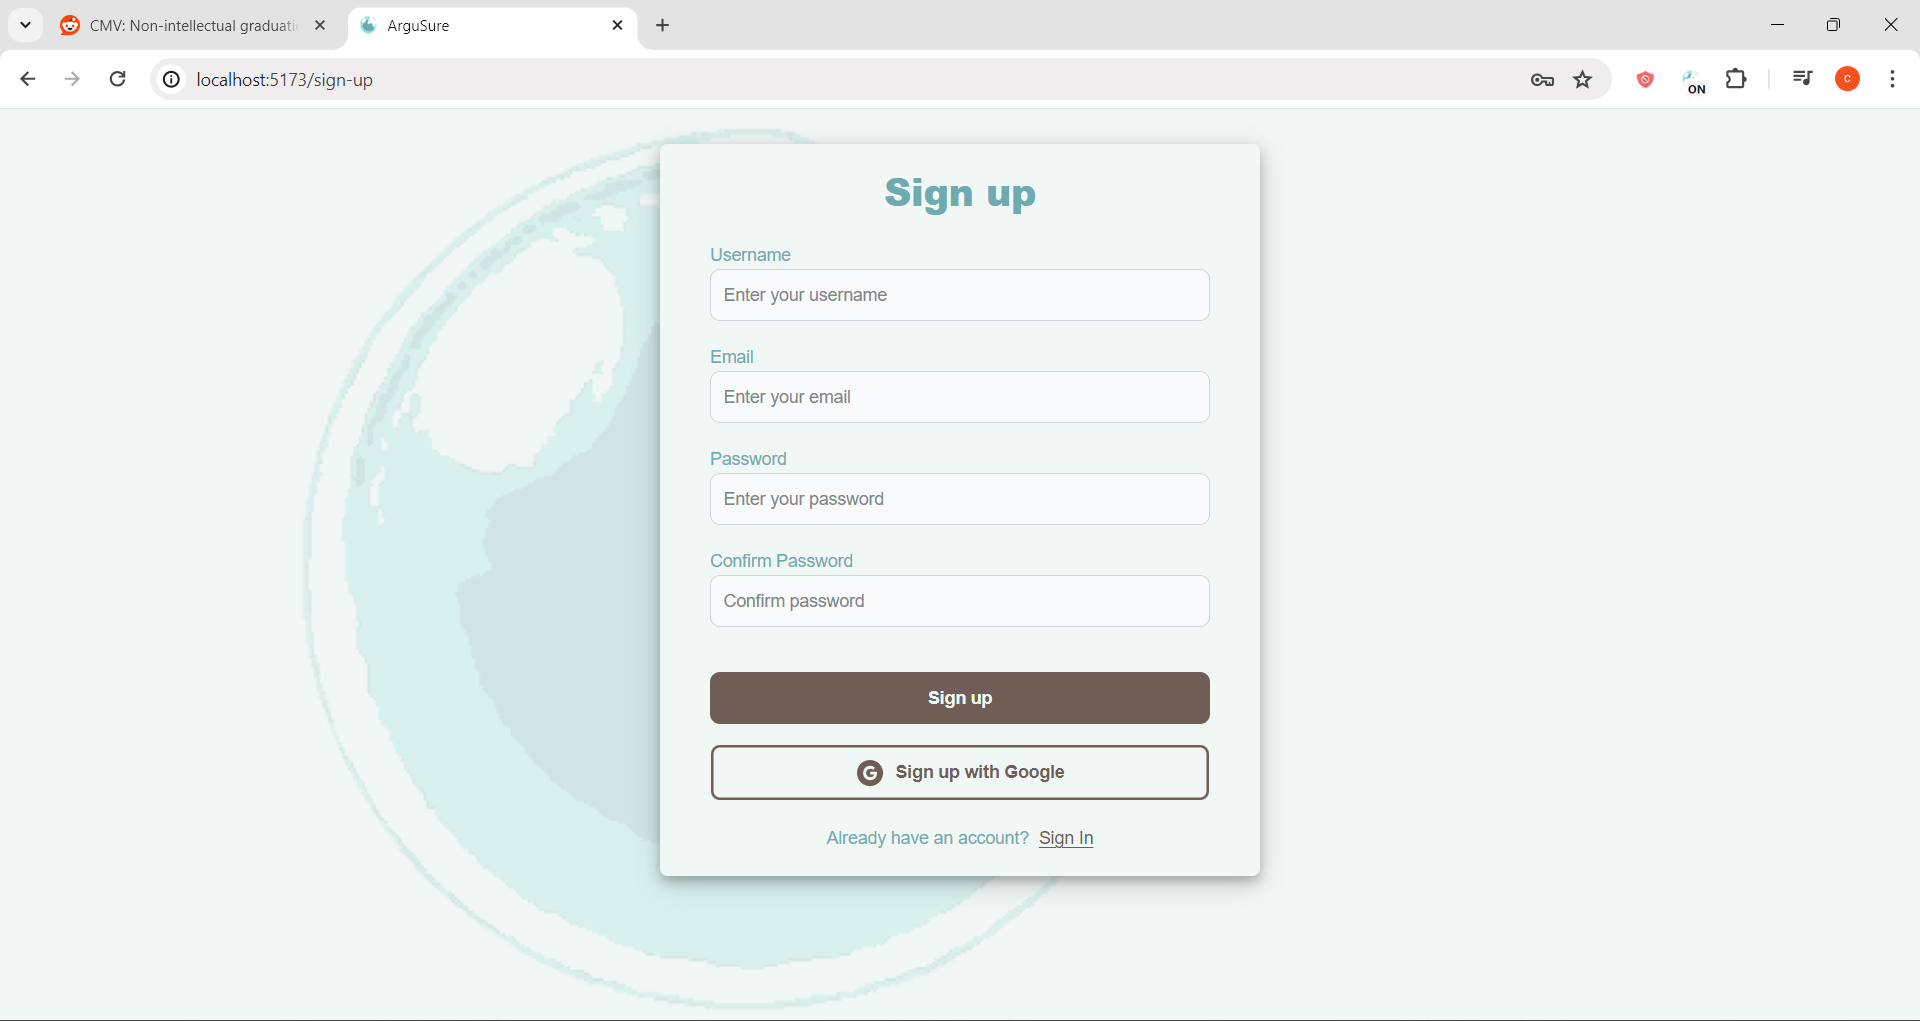 CMV: Non-intellectual graduati
ArguSure
localhost:5173/sign-up
ON
C
Sign up
Username
Enter your username
Email
Enter your email
Password
Enter your password
Confirm Password
Confirm password
Sign up
G Sign up with Google
Already have an account? Sign In